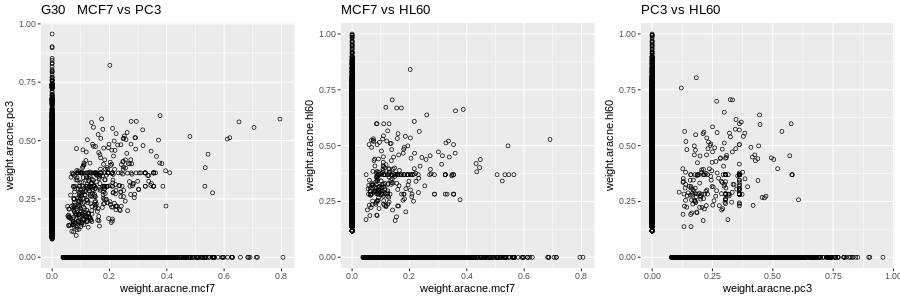 G30 MCF7 vs PC3
1.00
0.75
0.50
0.25
0.00
weight.aracne.pc3
0.0 0.2 0.4 0.6 0.8
weight.aracne.mcf7
MCF7 vs HL60
1.00
0.75
0.50
0.25
0.00
weight.aracne.hl60
0.0 0.2 0.4 0.6 0.8
weight.aracne.mcf7
PC3 vs HL60
1.00
0.75
0.50
0.25
0.00
weight.aracne.hl60
0.00 0.25 0.50 0.75 1.00
weight.aracne.pc3